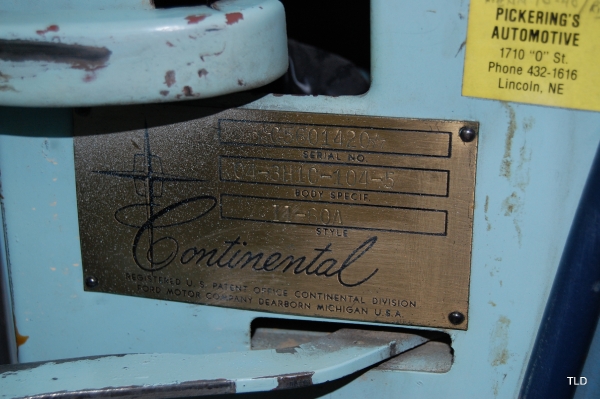 PICKERING'S
AUTOMOTIVE
1710 "O" St.
Phone 432-1616
Lincoln, NE
SERIAL NO.
BODY SPECIF.
STYLE
Continental
REGISTERED U.S. PATENT OFFICE CONTINENTAL DIVISION
FORD MOTOR COMPANY DEARBORN MICHIGAN U.S.A.
TLD